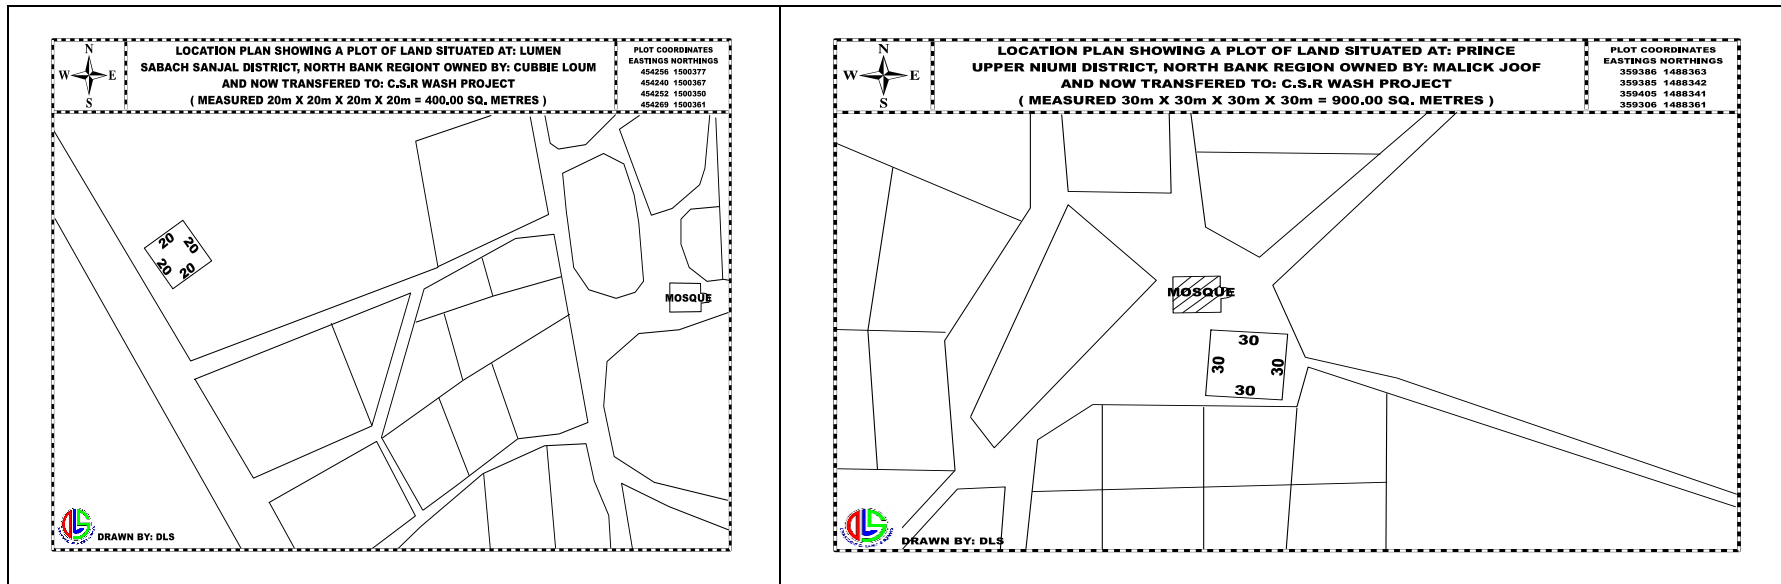 N
W E
S
LOCATION PLAN SHOWING A PLOT OF LAND SITUATED AT: LUMEN
SABACH SANJAL DISTRICT, NORTH BANK REGIONT OWNED BY: CUBBIE LOUM
AND NOW TRANSFERED TO: C.S.R WASH PROJECT
( MEASURED 20m X 20m X 20m X 20m = 400.00 SQ. METRES )
PLOT COORDINATES
EASTINGS NORTHINGS
454256 1500377
454240 1500367
454252 1500350
454269 1500361
20
20
20
20
MOSQUE
DLS
DRAWN BY: DLS
N
W E
S
LOCATION PLAN SHOWING A PLOT OF LAND SITUATED AT: PRINCE
UPPER NIUMI DISTRICT, NORTH BANK REGION OWNED BY: MALICK JOOF
AND NOW TRANSFERED TO: C.S.R WASH PROJECT
( MEASURED 30m X 30m X 30m X 30m = 900.00 SQ. METRES )
PLOT COORDINATES
EASTINGS NORTHINGS
359386 1488363
359385 1488342
359405 1488341
359306 1488361
MOSQUE
30
30
30
30
DLS
DRAWN BY: DLS